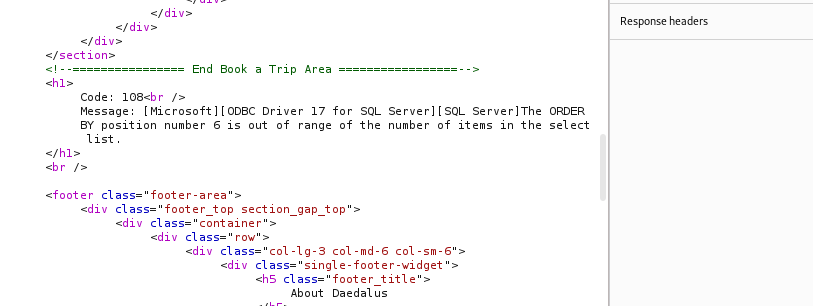 </div>
</div>
</div>
</div>
</section>
<!--================ End Book a Trip Area =================-->
<h1>
Code: 108<br />
Message: [Microsoft][ODBC Driver 17 for SQL Server][SQL Server]The ORDER
BY position number 6 is out of range of the number of items in the select
list.
</h1>
<br />
<footer class="footer-area">
<div class="footer_top section_gap_top">
<div class="container">
<div class="row">
<div class="col-lg-3 col-md-6 col-sm-6">
<div class="single-footer-widget">
<h5 class="footer_title">
About Daedalus
</h5>
Response headers